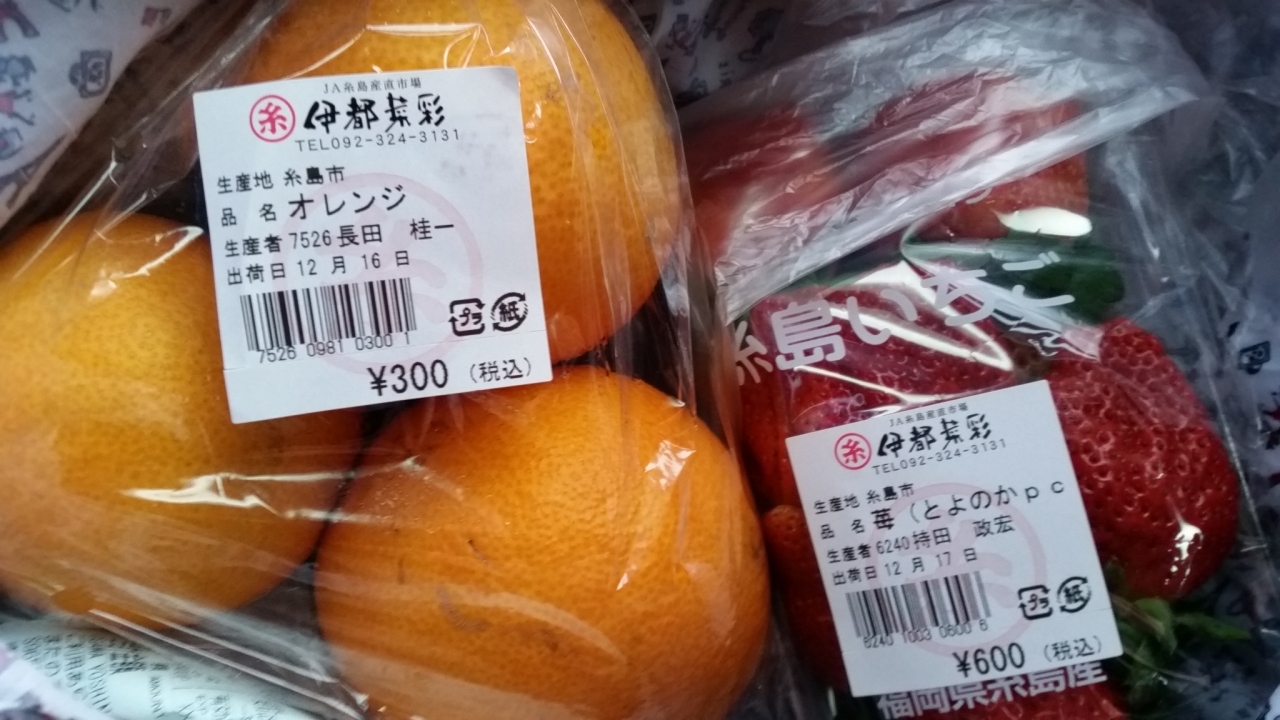 JA糸島産直市場
糸 伊都菜彩
TEL092-324-3131
生産地 糸島市
品 名 オレンジ
生産者 7526 長田 桂一
出荷日 12 月 16 日
7526 0981 0300 1
プラ 紙
¥300 (税込)
糸島いちご
JA糸島産直市場
糸 伊都菜彩
TEL092-324-3131
生産地 糸島市
品 名 苺 (とよのかpc
生産者 6240 持田 政宏
出荷日 12 月 17 日
6240 1003 0600 6
プラ 紙
¥600 (税込)
福岡県糸島産